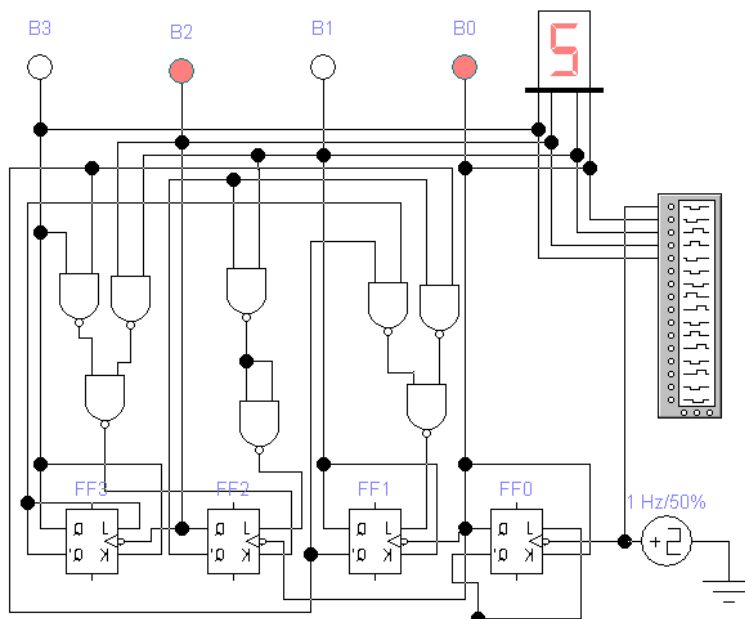 B3
B2
B1
B0
5
FF3
FF2
FF1
FF0
1 Hz/50%
Q J
Q' K
Q J
Q' K
Q J
Q' K
Q J
Q' K